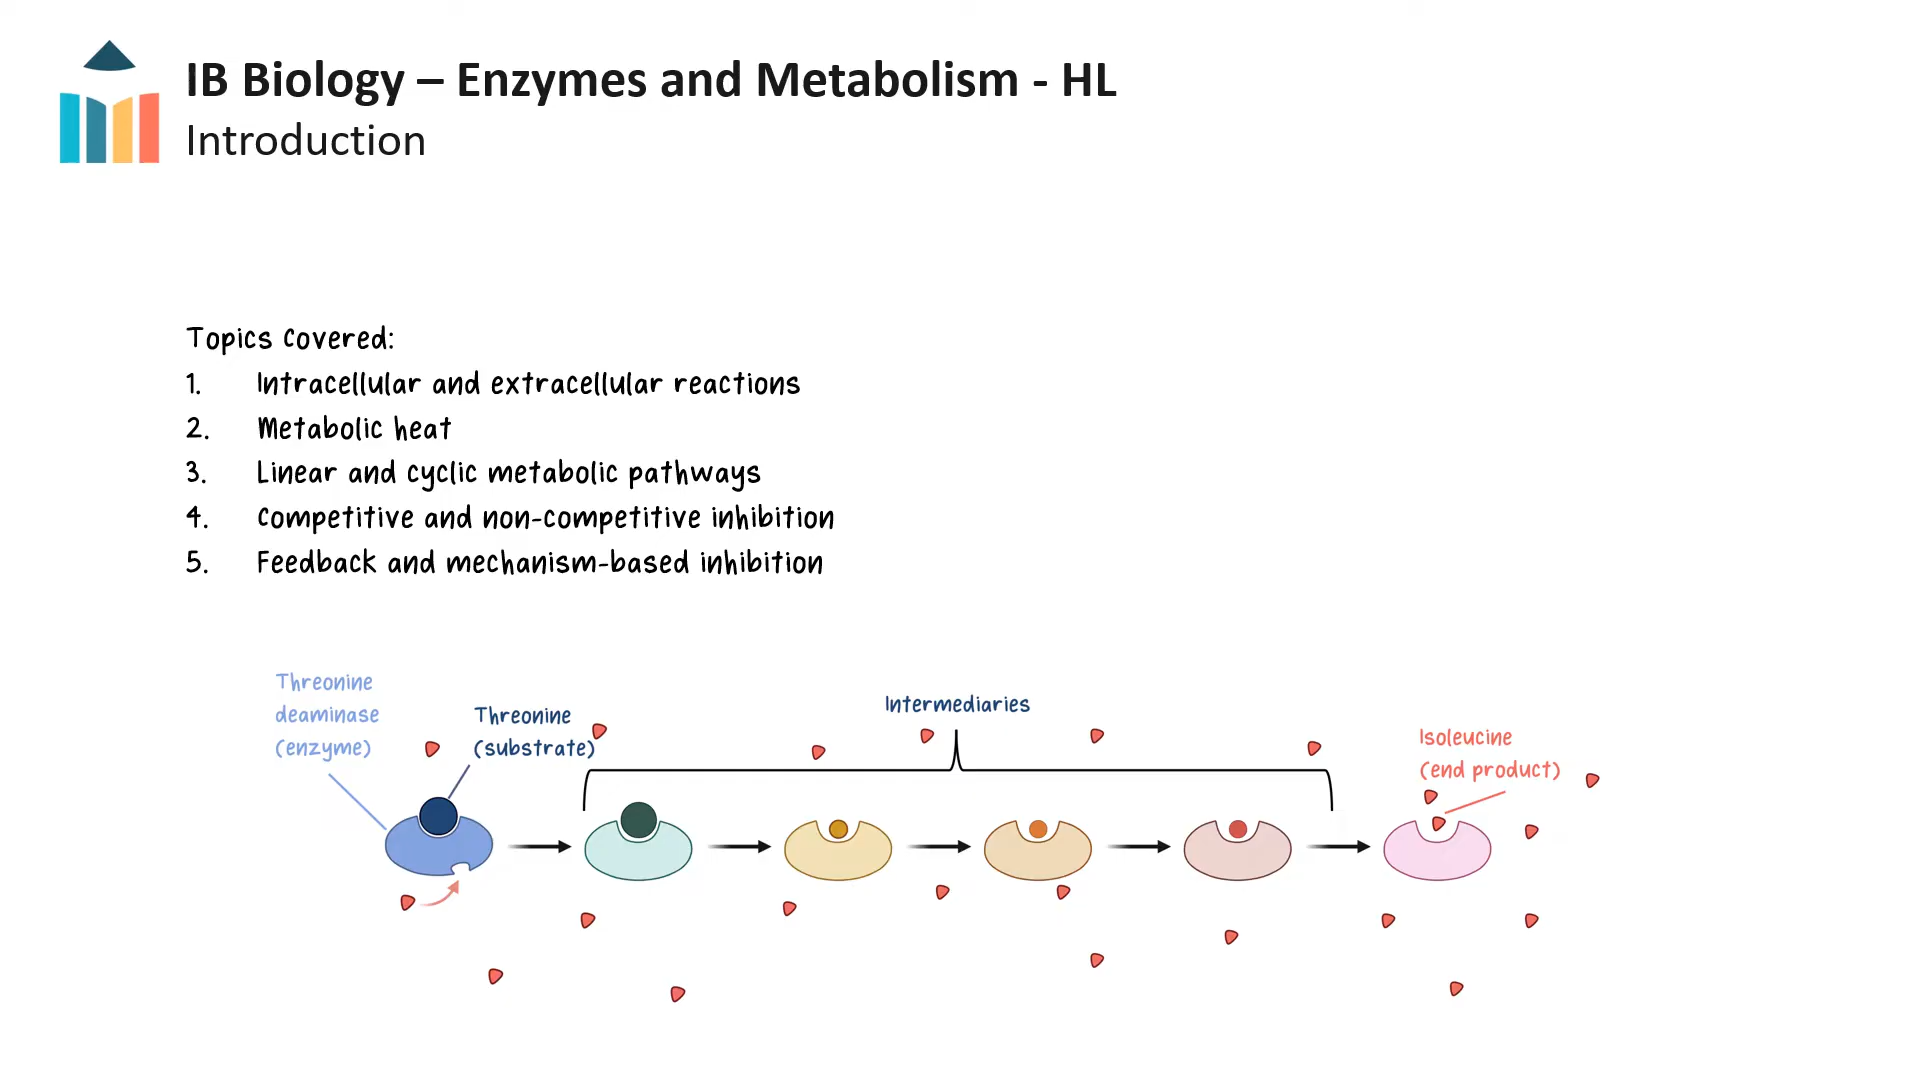 IB Biology – Enzymes and Metabolism - HL
Introduction
Topics Covered:
1. Intracellular and extracellular reactions
2. Metabolic heat
3. Linear and cyclic metabolic pathways
4. Competitive and non-competitive inhibition
5. Feedback and mechanism-based inhibition
Threonine
deaminase
(enzyme)
Threonine
(substrate)
Intermediaries
Isoleucine
(end product)